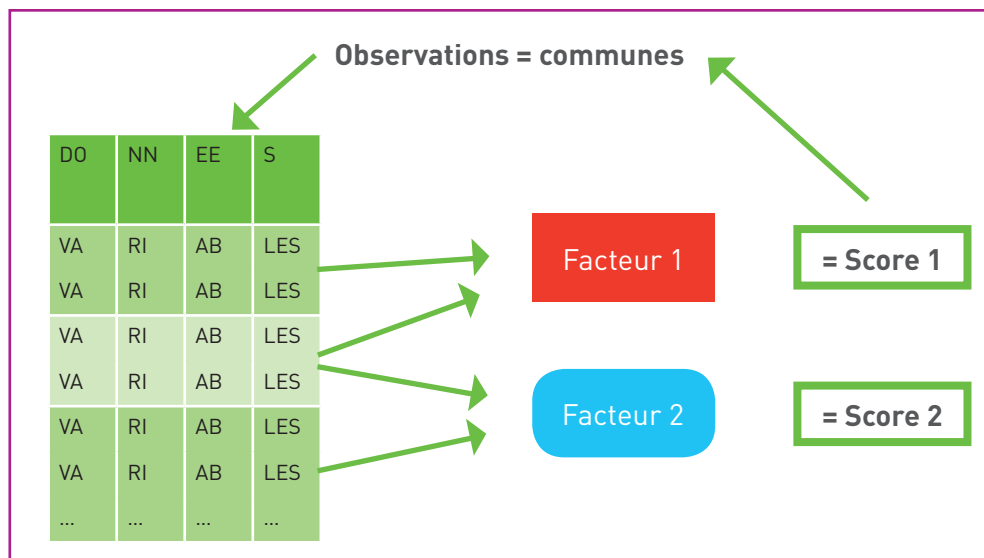 Observations = communes
DO NN EE S
VA RI AB LES
VA RI AB LES
VA RI AB LES
VA RI AB LES
VA RI AB LES
VA RI AB LES
... ... ... ...
Facteur 1
= Score 1
Facteur 2
= Score 2